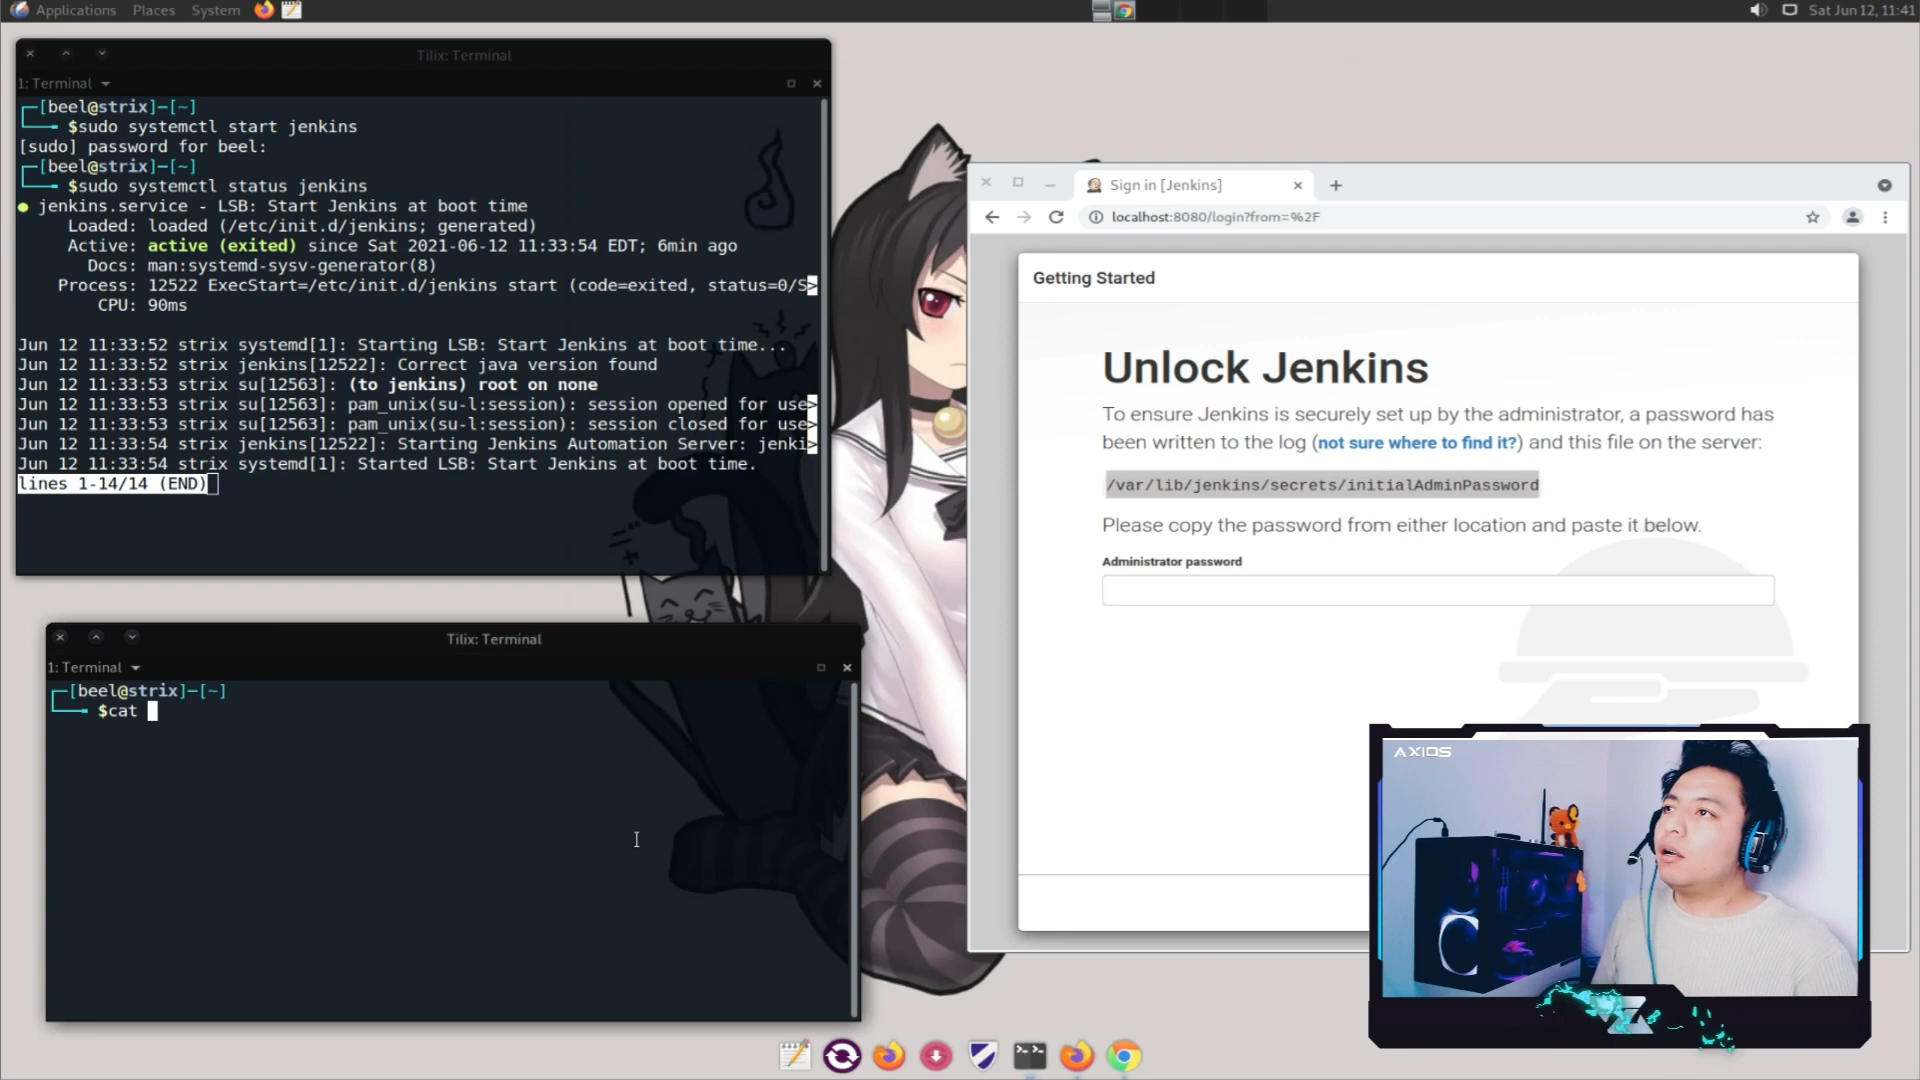 Applications Places System
Sat Jun 12, 11:41
Tilix: Terminal
1: Terminal
[beel@strix]-[~]
$sudo systemctl start jenkins
[sudo] password for beel:
[beel@strix]-[~]
$sudo systemctl status jenkins
● jenkins.service - LSB: Start Jenkins at boot time
Loaded: loaded (/etc/init.d/jenkins; generated)
Active: active (exited) since Sat 2021-06-12 11:33:54 EDT; 6min ago
Docs: man:systemd-sysv-generator(8)
Process: 12522 ExecStart=/etc/init.d/jenkins start (code=exited, status=0/S>
CPU: 90ms
Jun 12 11:33:52 strix systemd[1]: Starting LSB: Start Jenkins at boot time...
Jun 12 11:33:52 strix jenkins[12522]: Correct java version found
Jun 12 11:33:53 strix su[12563]: (to jenkins) root on none
Jun 12 11:33:53 strix su[12563]: pam_unix(su-l:session): session opened for use>
Jun 12 11:33:53 strix su[12563]: pam_unix(su-l:session): session closed for use>
Jun 12 11:33:54 strix jenkins[12522]: Starting Jenkins Automation Server: jenki>
Jun 12 11:33:54 strix systemd[1]: Started LSB: Start Jenkins at boot time.
lines 1-14/14 (END)
Tilix: Terminal
1: Terminal
[beel@strix]-[~]
$cat
Sign in [Jenkins]
localhost:8080/login?from=%2F
Getting Started
Unlock Jenkins
To ensure Jenkins is securely set up by the administrator, a password has
been written to the log (not sure where to find it?) and this file on the server:
/var/lib/jenkins/secrets/initialAdminPassword
Please copy the password from either location and paste it below.
Administrator password
AXIOS